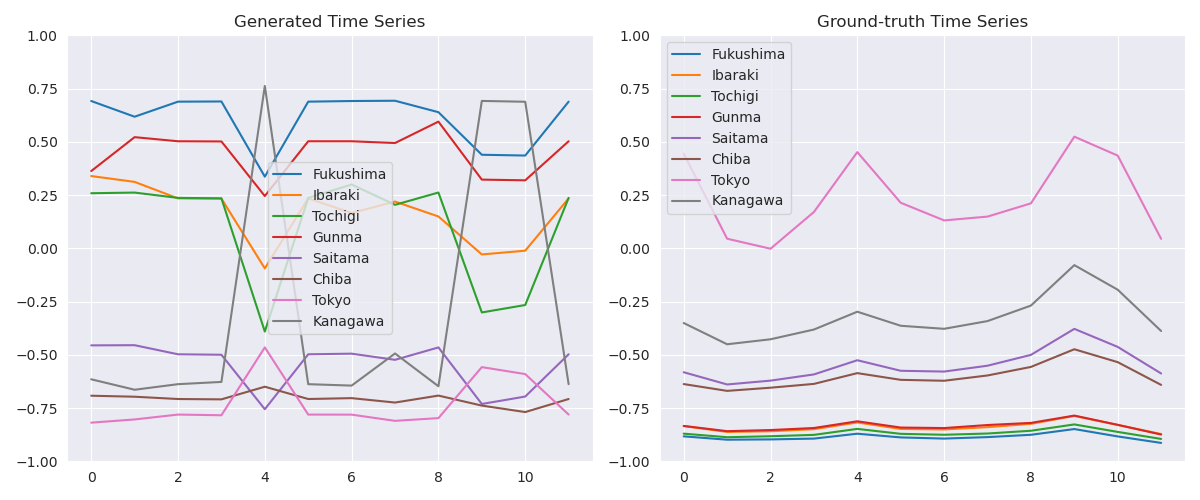 Generated Time Series
1.00
0.75
0.50
0.25
0.00
−0.25
−0.50
−0.75
−1.00
0 2 4 6 8 10
Fukushima
Ibaraki
Tochigi
Gunma
Saitama
Chiba
Tokyo
Kanagawa
Ground-truth Time Series
1.00
0.75
0.50
0.25
0.00
−0.25
−0.50
−0.75
−1.00
0 2 4 6 8 10
Fukushima
Ibaraki
Tochigi
Gunma
Saitama
Chiba
Tokyo
Kanagawa